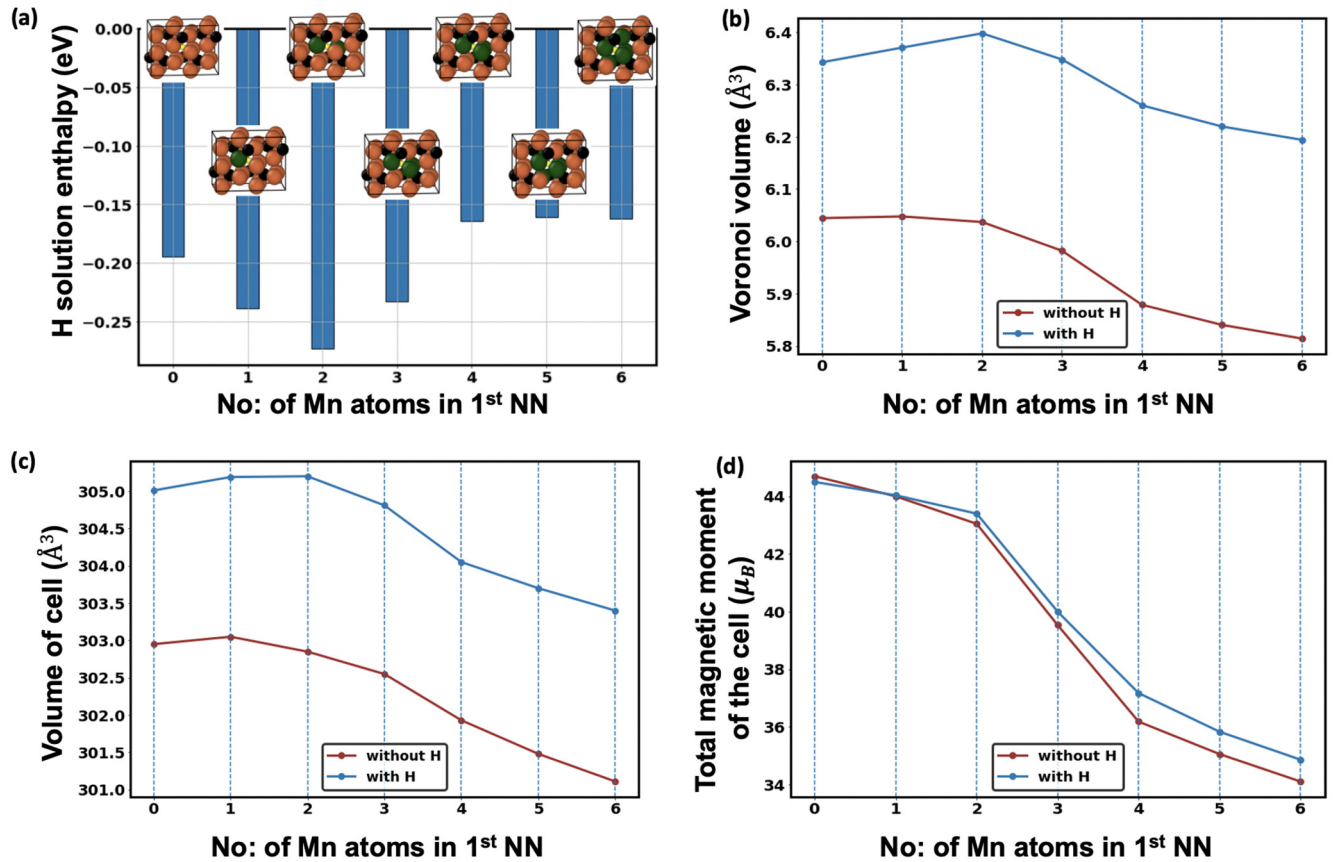 (a)
H solution enthalpy (eV)
0.00
−0.05
−0.10
−0.15
−0.20
−0.25
0 1 2 3 4 5 6
No: of Mn atoms in 1st NN
(b)
Voronoi volume (Å³)
6.4
6.3
6.2
6.1
6.0
5.9
5.8
without H
with H
0 1 2 3 4 5 6
No: of Mn atoms in 1st NN
(c)
Volume of cell (Å³)
305.0
304.5
304.0
303.5
303.0
302.5
302.0
301.5
301.0
without H
with H
0 1 2 3 4 5 6
No: of Mn atoms in 1st NN
(d)
Total magnetic moment
of the cell (μB)
44
42
40
38
36
34
without H
with H
0 1 2 3 4 5 6
No: of Mn atoms in 1st NN